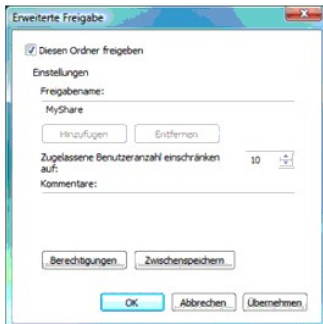 Erweiterte Freigabe
Diesen Ordner freigeben
Einstellungen
Freigabename:
MyShare
Hinzufügen Entfernen
Zugelassene Benutzeranzahl einschränken auf: 10
Kommentare:
Berechtigungen Zwischenspeichern
OK Abbrechen Übernehmen